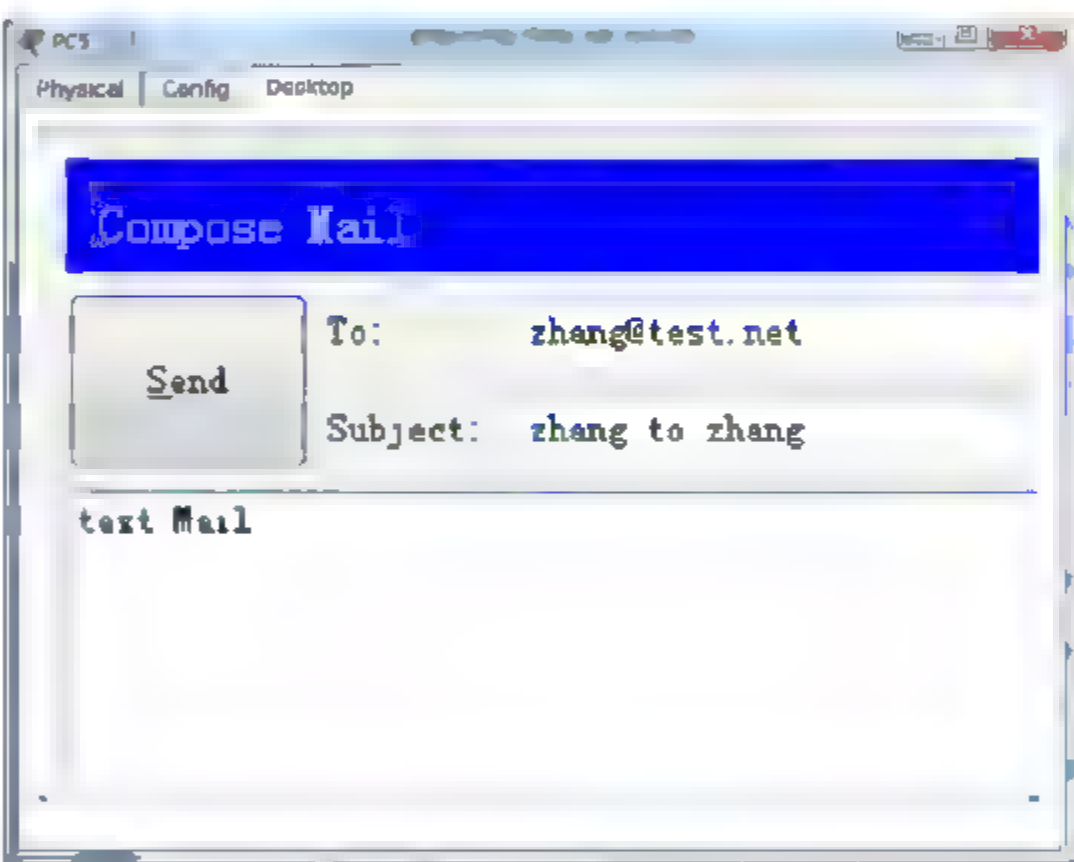 PC5
Physical Config Desktop
Compose Mail
Send
To: zhang@test.net
Subject: zhang to zhang
text Mail